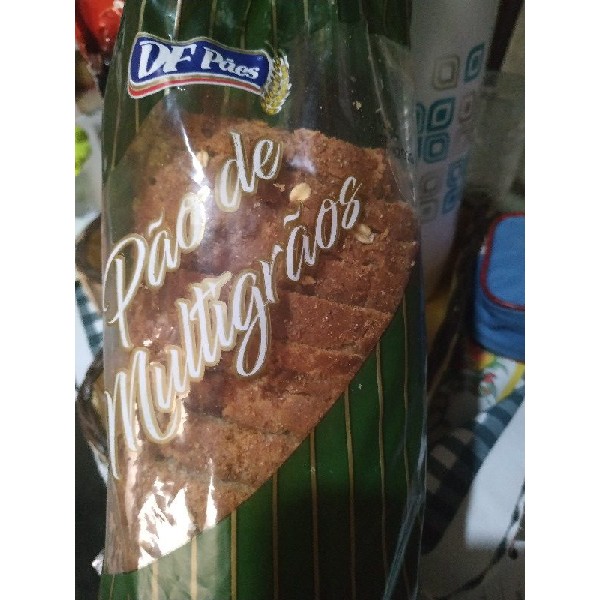 DF Pães
Pão de
Multigrãos